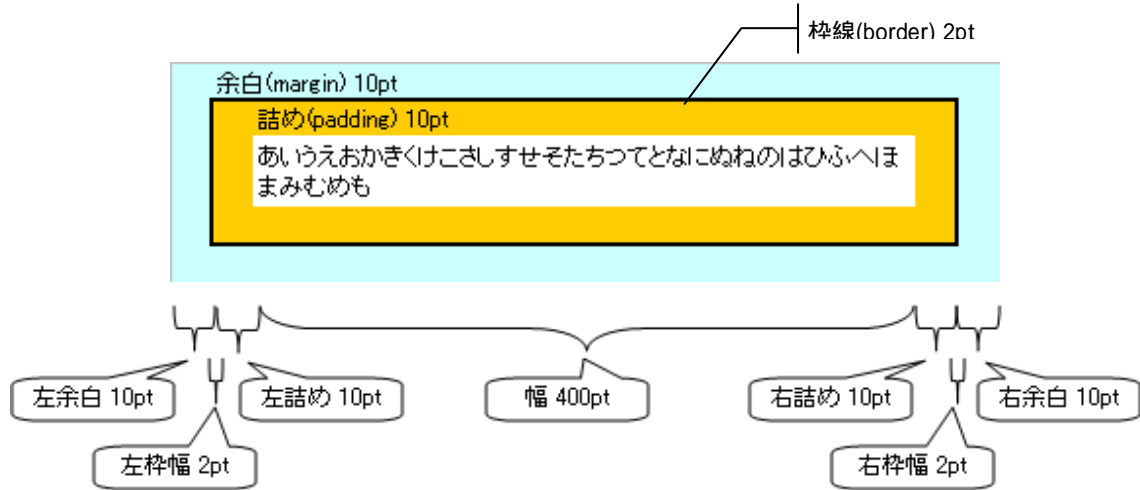 枠線(border) 2pt
余白(margin) 10pt
詰め(padding) 10pt
あいうえおかきくけこさしすせそたちつてとなにぬねのはひふへほ
まみむめも
左余白 10pt
左詰め 10pt
幅 400pt
右詰め 10pt
右余白 10pt
左枠幅 2pt
右枠幅 2pt